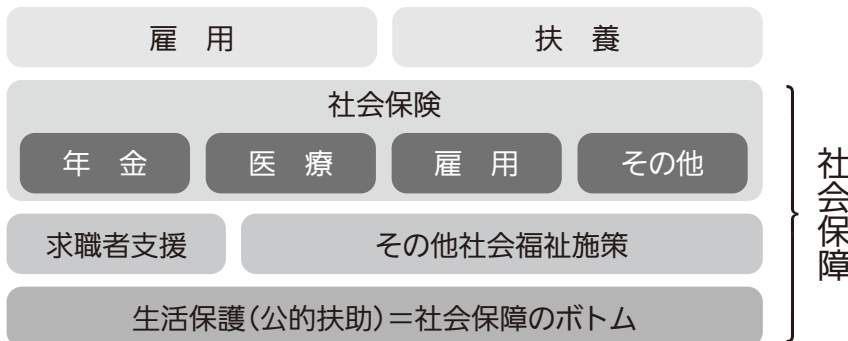 雇　用
扶　養
社会保険
年　金
医　療
雇　用
その他
求職者支援
その他社会福祉施策
生活保護(公的扶助)＝社会保障のボトム
社会保障